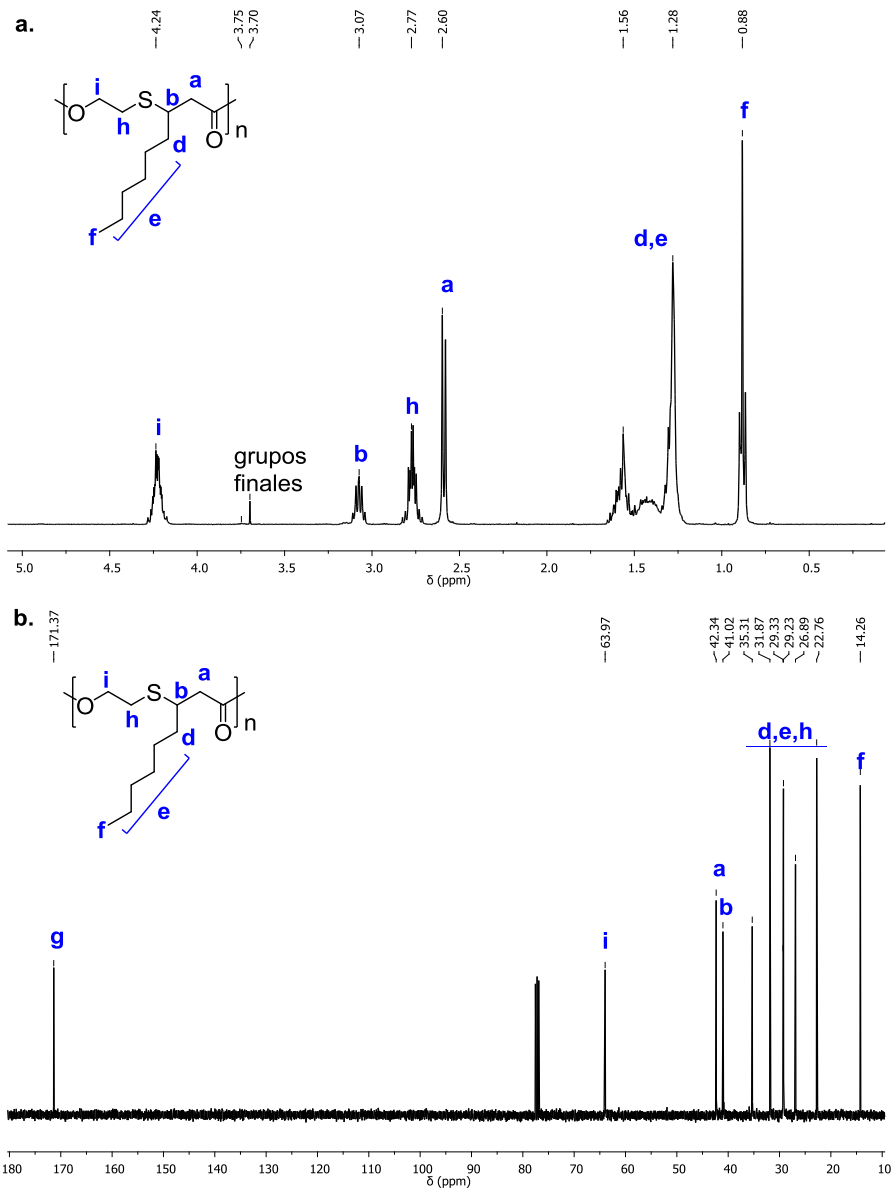 a.
4.24
3.75
3.70
3.07
2.77
2.60
1.56
1.28
0.88
i
h
S
b
a
O
O
n
d
e
f
i
grupos
finales
b
h
a
d,e
f
5.0 4.5 4.0 3.5 3.0 2.5 2.0 1.5 1.0 0.5
δ (ppm)
b.
171.37
63.97
42.34
41.02
35.31
31.87
29.33
29.23
26.89
22.76
14.26
i
h
S
b
a
O
O
n
d
e
f
g
i
a
b
d,e,h
f
180 170 160 150 140 130 120 110 100 90 80 70 60 50 40 30 20 10
δ (ppm)